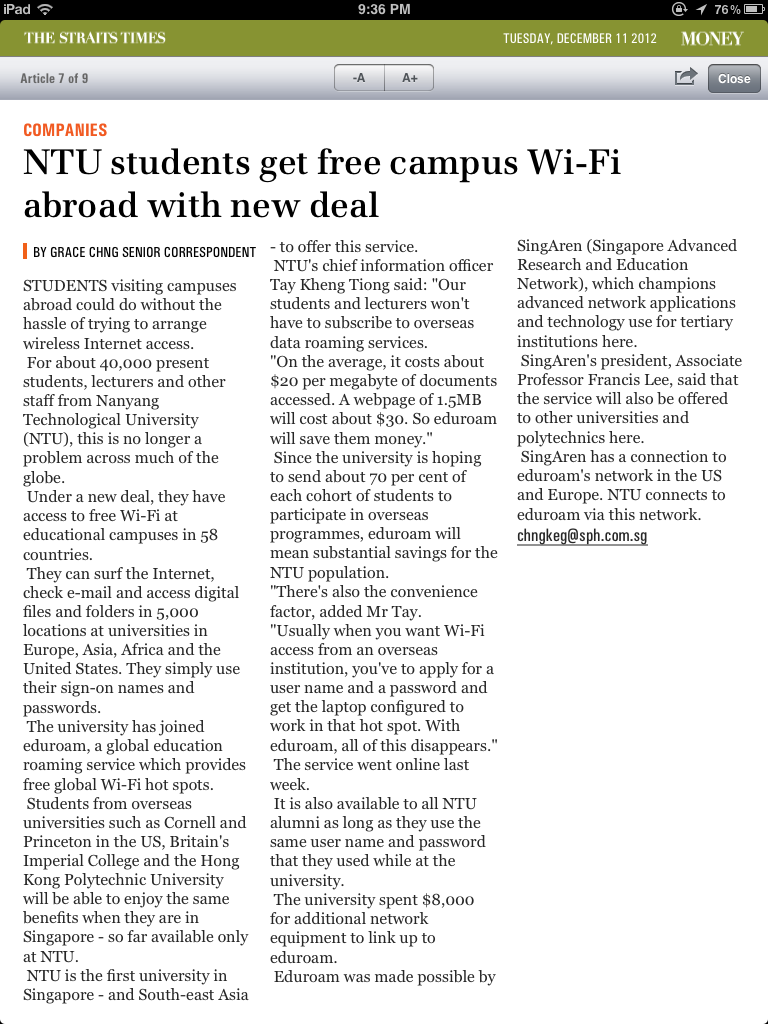 iPad 9:36 PM 76%
THE STRAITS TIMES TUESDAY, DECEMBER 11 2012 MONEY
Article 7 of 9 -A A+ Close
COMPANIES
NTU students get free campus Wi-Fi
abroad with new deal
BY GRACE CHNG SENIOR CORRESPONDENT
STUDENTS visiting campuses
abroad could do without the
hassle of trying to arrange
wireless Internet access.
For about 40,000 present
students, lecturers and other
staff from Nanyang
Technological University
(NTU), this is no longer a
problem across much of the
globe.
Under a new deal, they have
access to free Wi-Fi at
educational campuses in 58
countries.
They can surf the Internet,
check e-mail and access digital
files and folders in 5,000
locations at universities in
Europe, Asia, Africa and the
United States. They simply use
their sign-on names and
passwords.
The university has joined
eduroam, a global education
roaming service which provides
free global Wi-Fi hot spots.
Students from overseas
universities such as Cornell and
Princeton in the US, Britain's
Imperial College and the Hong
Kong Polytechnic University
will be able to enjoy the same
benefits when they are in
Singapore - so far available only
at NTU.
NTU is the first university in
Singapore - and South-east Asia
- to offer this service.
NTU's chief information officer
Tay Kheng Tiong said: "Our
students and lecturers won't
have to subscribe to overseas
data roaming services.
"On the average, it costs about
$20 per megabyte of documents
accessed. A webpage of 1.5MB
will cost about $30. So eduroam
will save them money."
Since the university is hoping
to send about 70 per cent of
each cohort of students to
participate in overseas
programmes, eduroam will
mean substantial savings for the
NTU population.
"There's also the convenience
factor, added Mr Tay.
"Usually when you want Wi-Fi
access from an overseas
institution, you've to apply for a
user name and a password and
get the laptop configured to
work in that hot spot. With
eduroam, all of this disappears."
The service went online last
week.
It is also available to all NTU
alumni as long as they use the
same user name and password
that they used while at the
university.
The university spent $8,000
for additional network
equipment to link up to
eduroam.
Eduroam was made possible by
SingAren (Singapore Advanced
Research and Education
Network), which champions
advanced network applications
and technology use for tertiary
institutions here.
SingAren's president, Associate
Professor Francis Lee, said that
the service will also be offered
to other universities and
polytechnics here.
SingAren has a connection to
eduroam's network in the US
and Europe. NTU connects to
eduroam via this network.
chngkeg@sph.com.sg